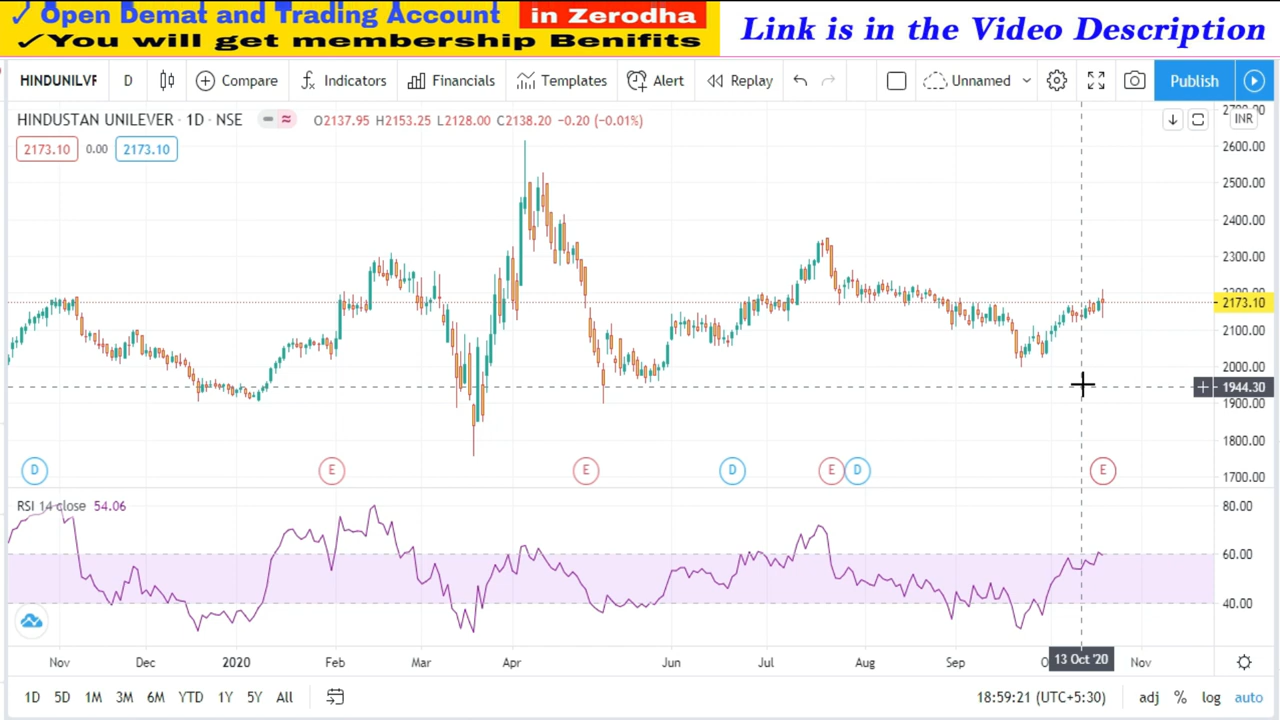 ✓ Open Demat and Trading Account in Zerodha
✓You will get membership Benifits
Link is in the Video Description
HINDUNILVR D Compare Indicators Financials Templates Alert Replay Unnamed Publish
HINDUSTAN UNILEVER · 1D · NSE O2137.95 H2153.25 L2128.00 C2138.20 −0.20 (−0.01%)
INR
2173.10 0.00 2173.10
2600.00
2500.00
2400.00
2300.00
2173.10
2100.00
2000.00
1944.30
1900.00
1800.00
D E E D E D E
1700.00
RSI 14 close 54.06
80.00
60.00
40.00
Nov Dec 2020 Feb Mar Apr Jun Jul Aug Sep 13 Oct '20 Nov
1D 5D 1M 3M 6M YTD 1Y 5Y All 18:59:21 (UTC+5:30) adj % log auto